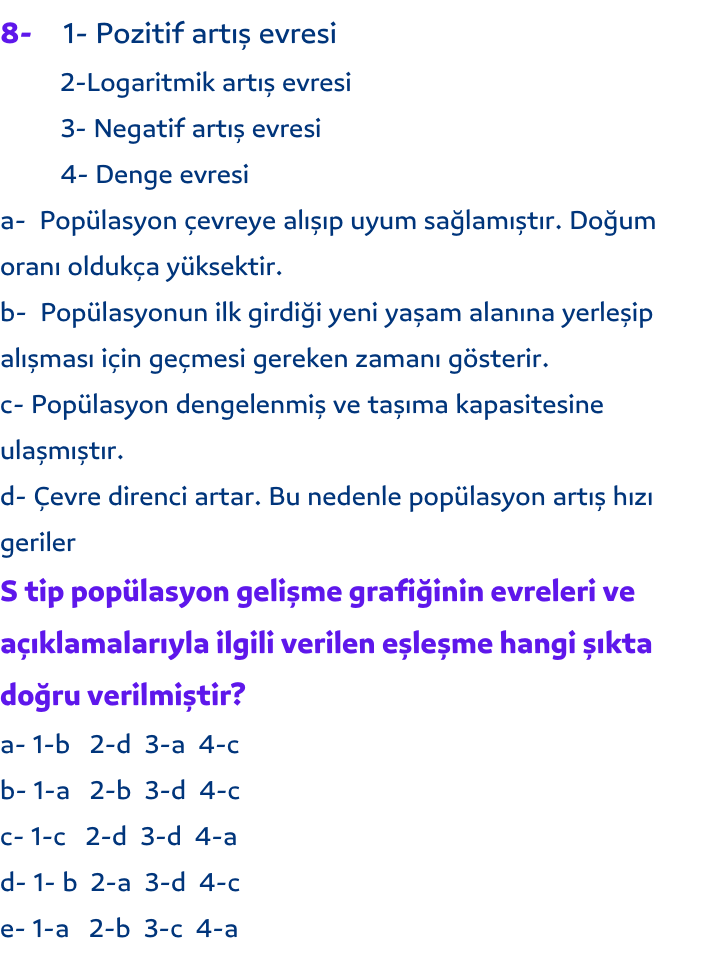 8- 1- Pozitif artış evresi
2-Logaritmik artış evresi
3- Negatif artış evresi
4- Denge evresi
a- Popülasyon çevreye alışıp uyum sağlamıştır. Doğum
oranı oldukça yüksektir.
b- Popülasyonun ilk girdiği yeni yaşam alanına yerleşip
alışması için geçmesi gereken zamanı gösterir.
c- Popülasyon dengelenmiş ve taşıma kapasitesine
ulaşmıştır.
d- Çevre direnci artar. Bu nedenle popülasyon artış hızı
geriler
S tip popülasyon gelişme grafiğinin evreleri ve
açıklamalarıyla ilgili verilen eşleşme hangi şıkta
doğru verilmiştir?
a- 1-b 2-d 3-a 4-c
b- 1-a 2-b 3-d 4-c
c- 1-c 2-d 3-d 4-a
d- 1- b 2-a 3-d 4-c
e- 1-a 2-b 3-c 4-a